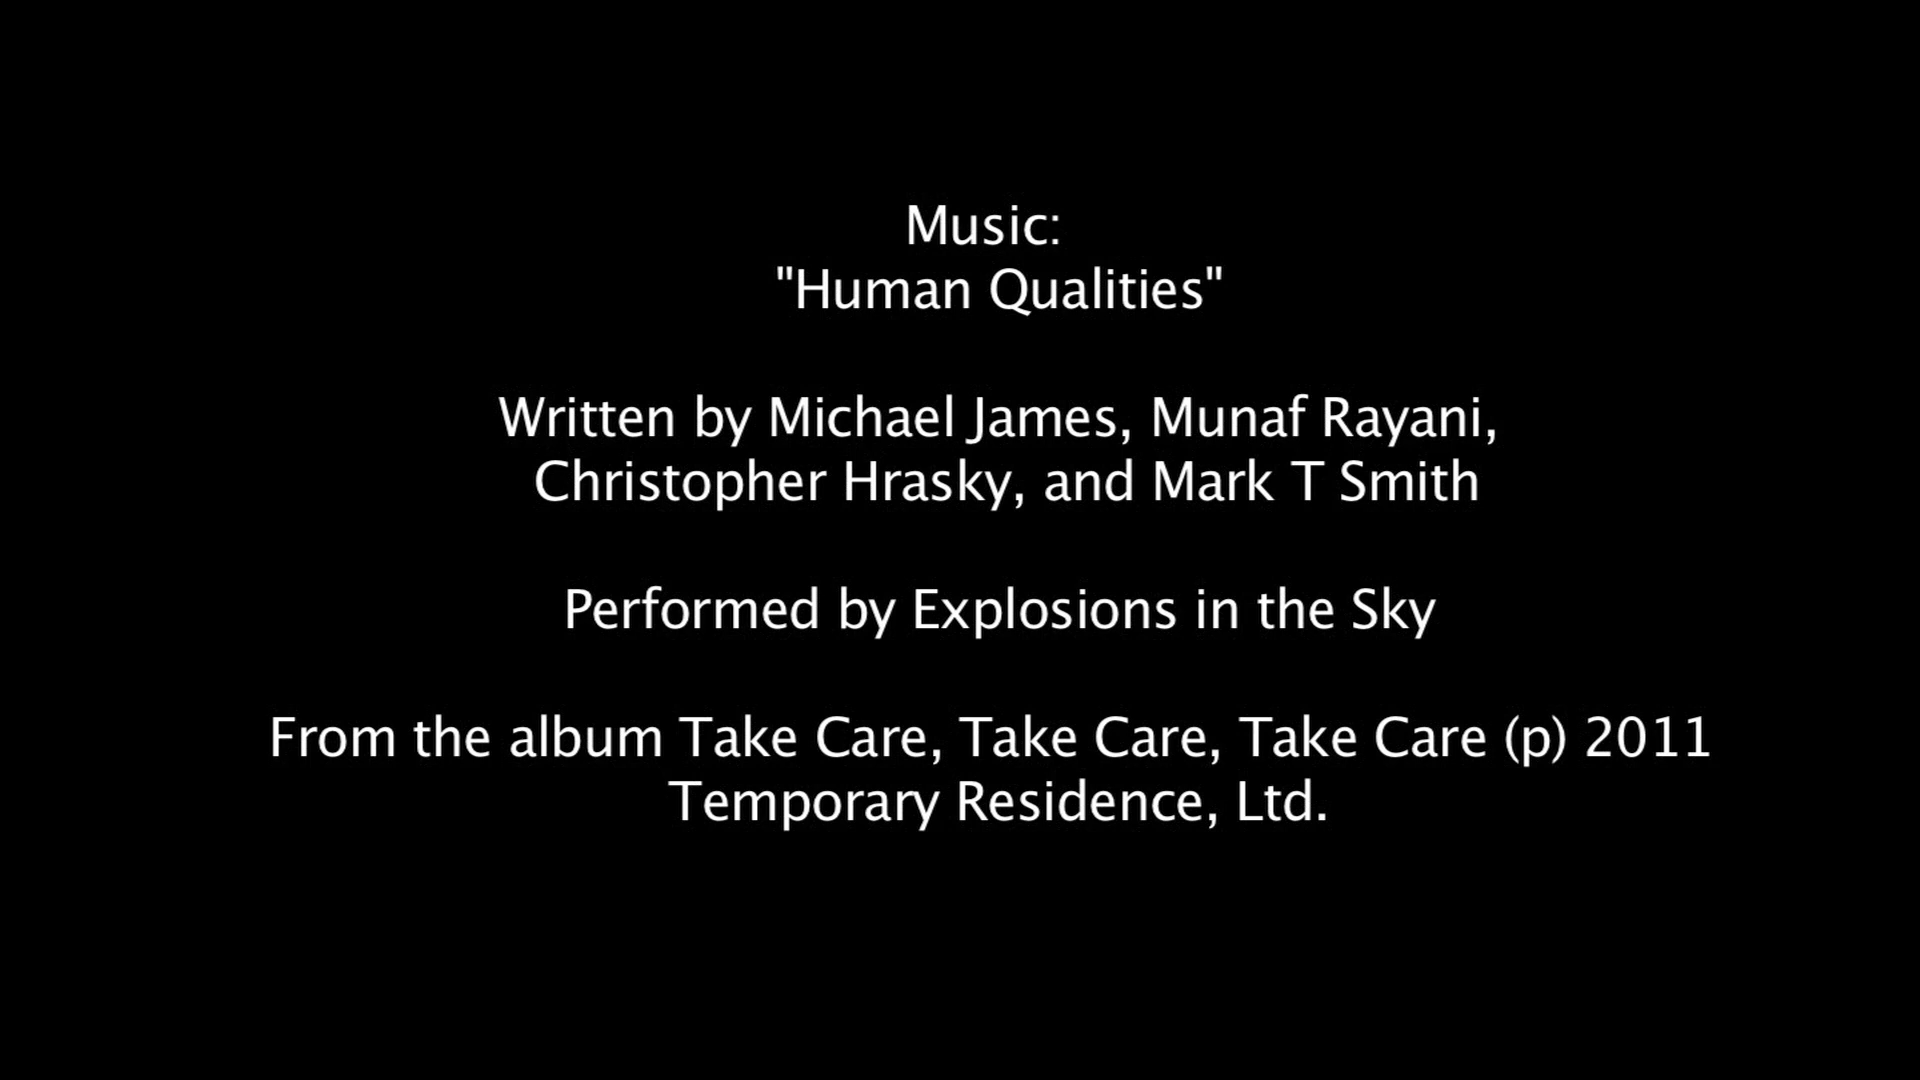 Music:
"Human Qualities"
Written by Michael James, Munaf Rayani,
Christopher Hrasky, and Mark T Smith
Performed by Explosions in the Sky
From the album Take Care, Take Care, Take Care (p) 2011
Temporary Residence, Ltd.